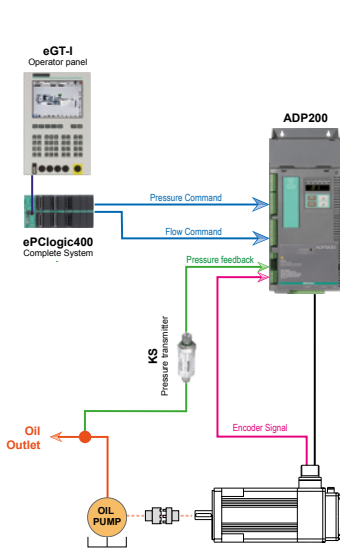 eGT-I
Operator panel
ADP200
Pressure Command
ePClogic400
Complete System
-
Flow Command
Pressure feedback
KS
Pressure transmitter
Oil
Outlet
Encoder Signal
OIL
PUMP